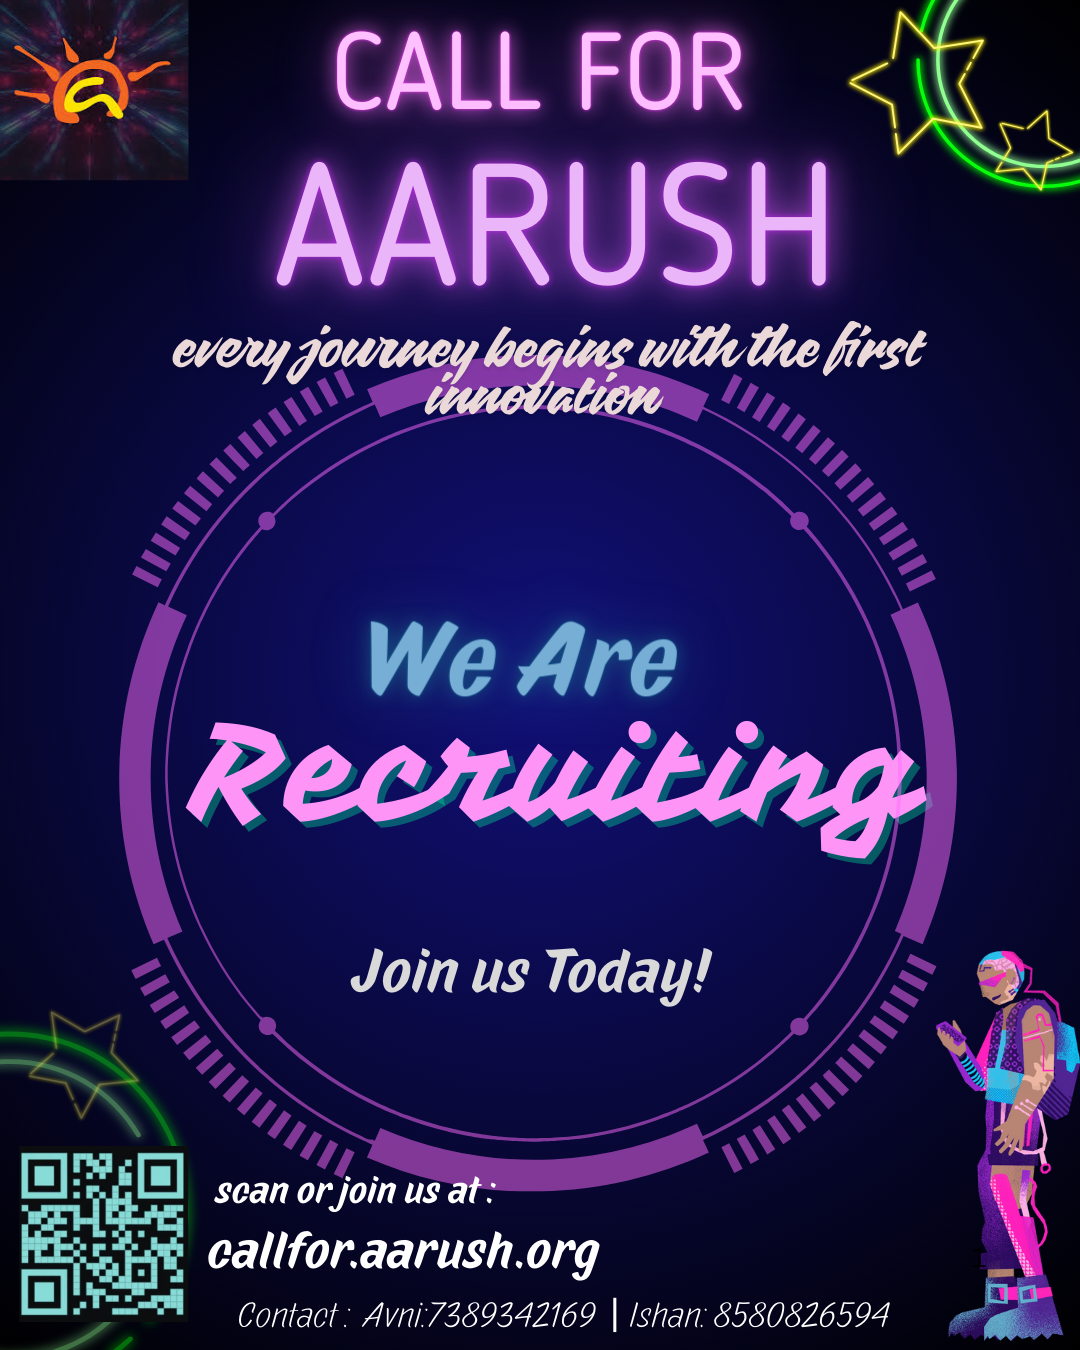 CALL FOR
AARUSH
every journey begins with the first
innovation
We Are
Recruiting
Join us Today!
scan or join us at :
callfor.aarush.org
Contact : Avni:7389342169 | Ishan: 8580826594